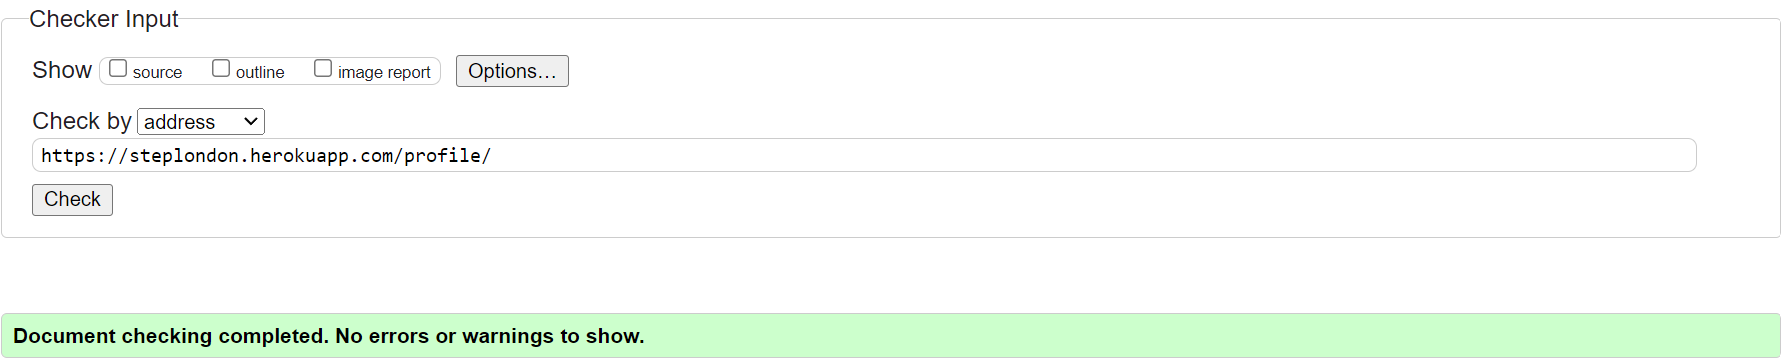 Checker Input
Show source outline image report Options...
Check by address
https://steplondon.herokuapp.com/profile/
Check
Document checking completed. No errors or warnings to show.